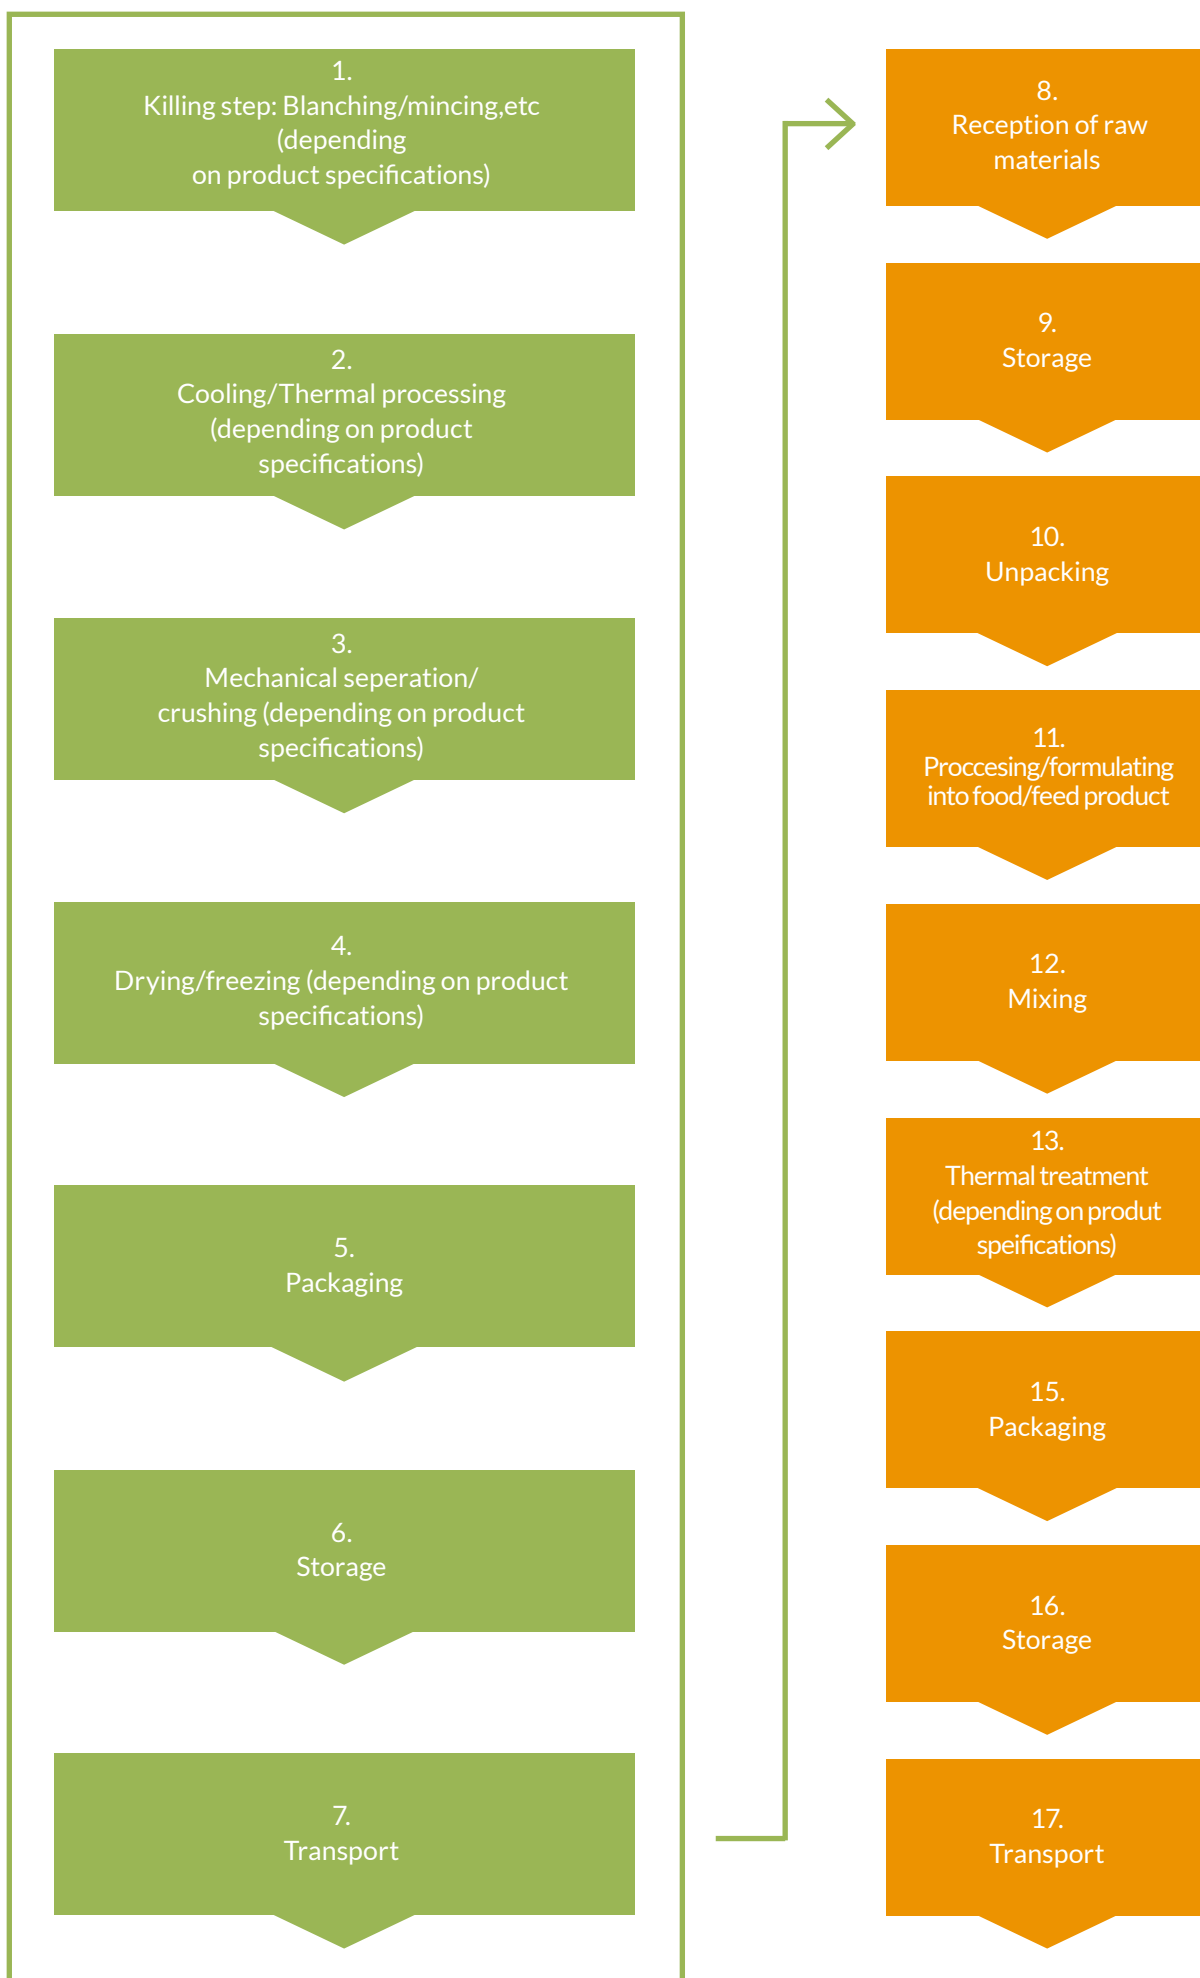 1.
Killing step: Blanching/mincing,etc
(depending
on product specifications)
2.
Cooling/Thermal processing
(depending on product
specifications)
3.
Mechanical seperation/
crushing (depending on product
specifications)
4.
Drying/freezing (depending on product
specifications)
5.
Packaging
6.
Storage
7.
Transport
8.
Reception of raw
materials
9.
Storage
10.
Unpacking
11.
Proccesing/formulating
into food/feed product
12.
Mixing
13.
Thermal treatment
(depending on produt
speifications)
15.
Packaging
16.
Storage
17.
Transport